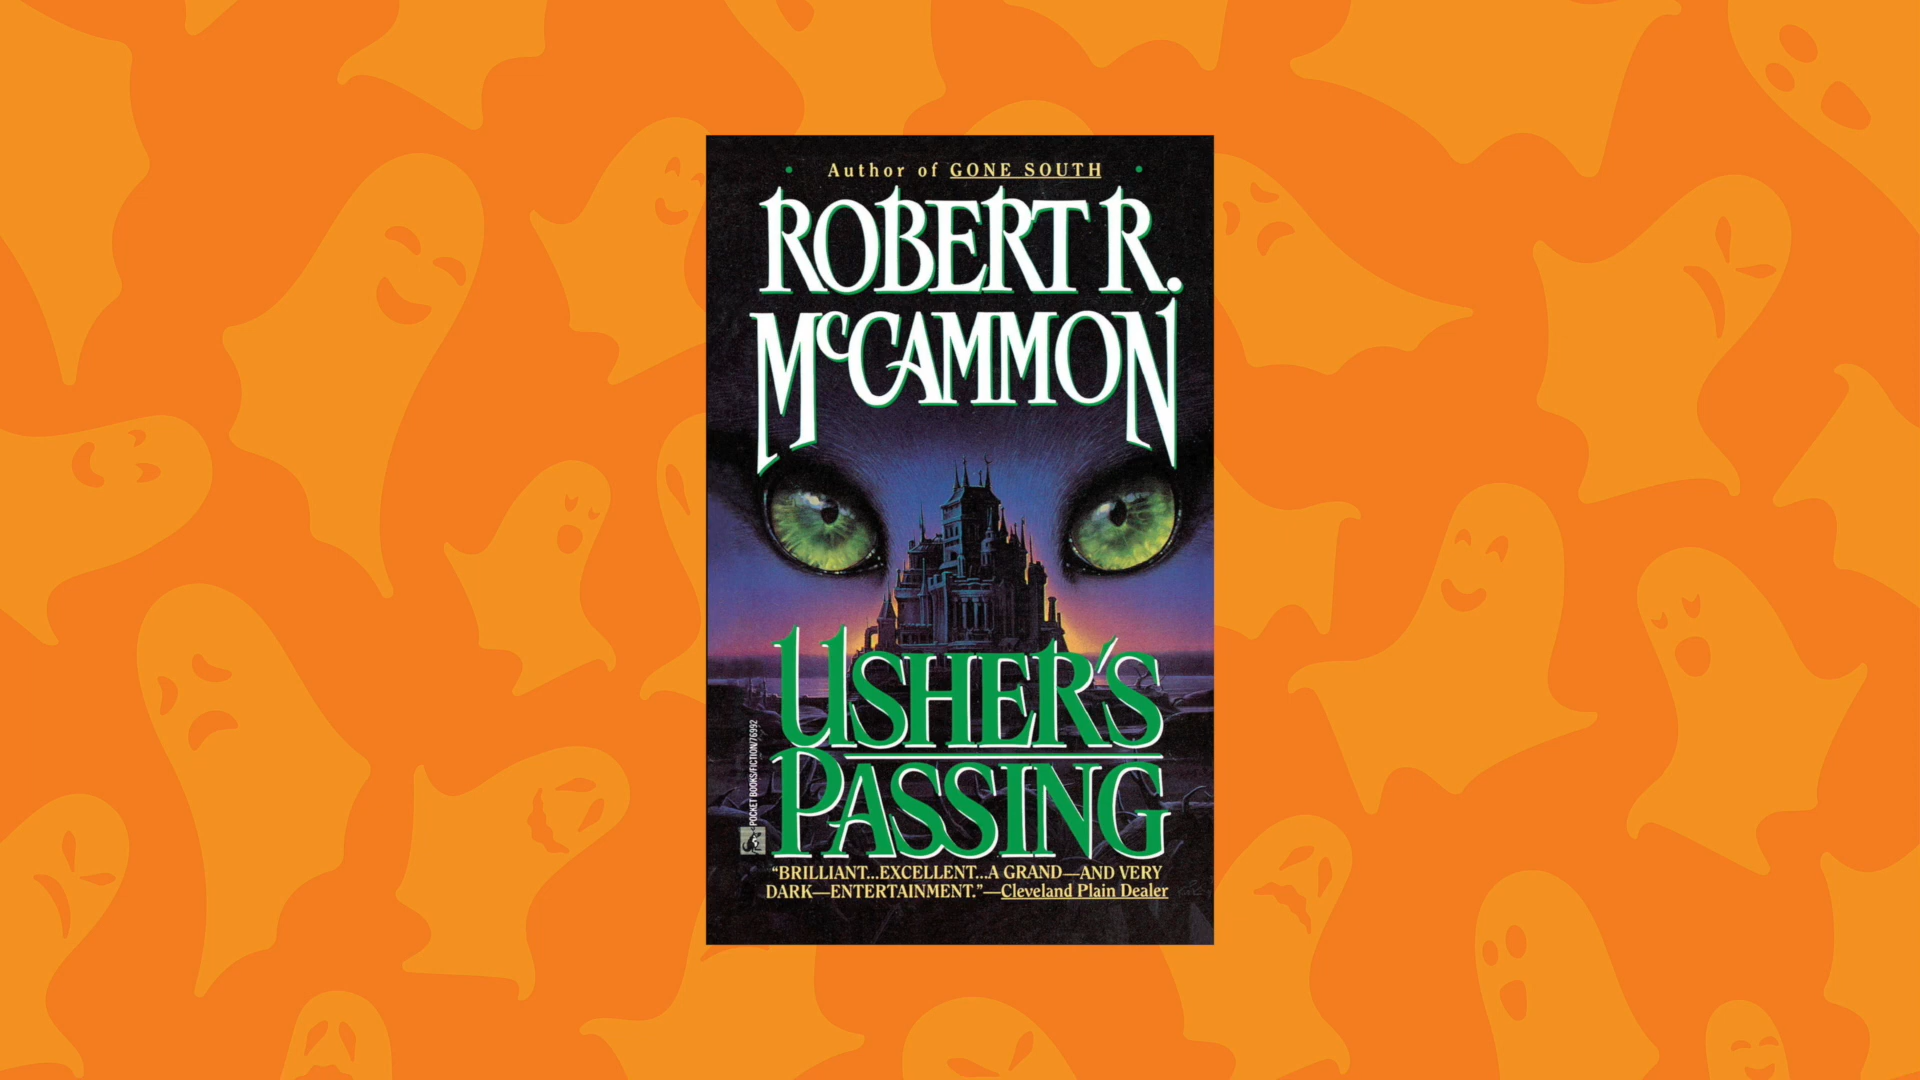 • Author of GONE SOUTH •
ROBERT R.
McCAMMON
USHER'S
PASSING
POCKET BOOKS/FICTION/76992
“BRILLIANT...EXCELLENT...A GRAND—AND VERY
DARK—ENTERTAINMENT.”—Cleveland Plain Dealer